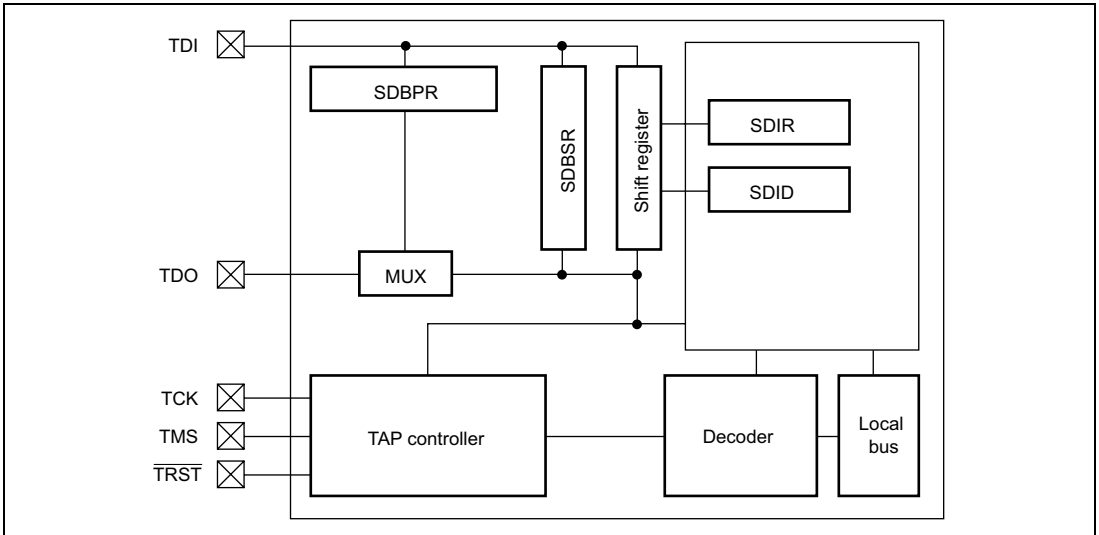 TDI
SDBPR
SDBSR
Shift register
SDIR
SDID
TDO
MUX
TCK
TMS
TRST
TAP controller
Decoder
Local
bus